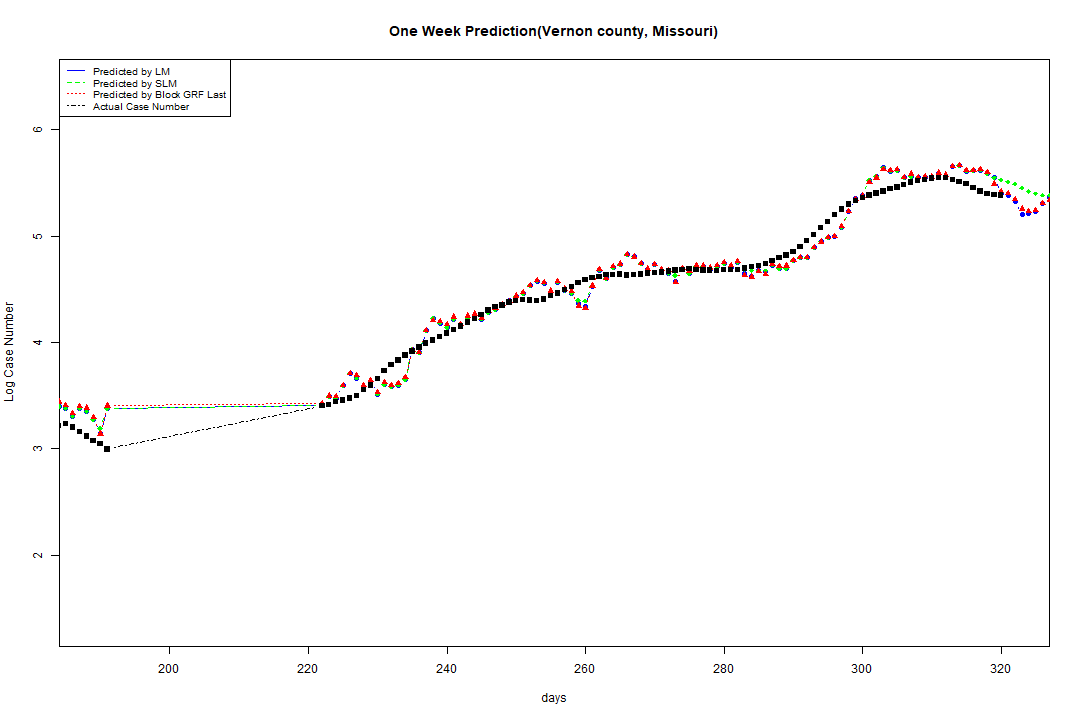 One Week Prediction(Vernon county, Missouri)
Predicted by LM
Predicted by SLM
Predicted by Block GRF Last
Actual Case Number
6
5
4
3
2
Log Case Number
200 220 240 260 280 300 320
days